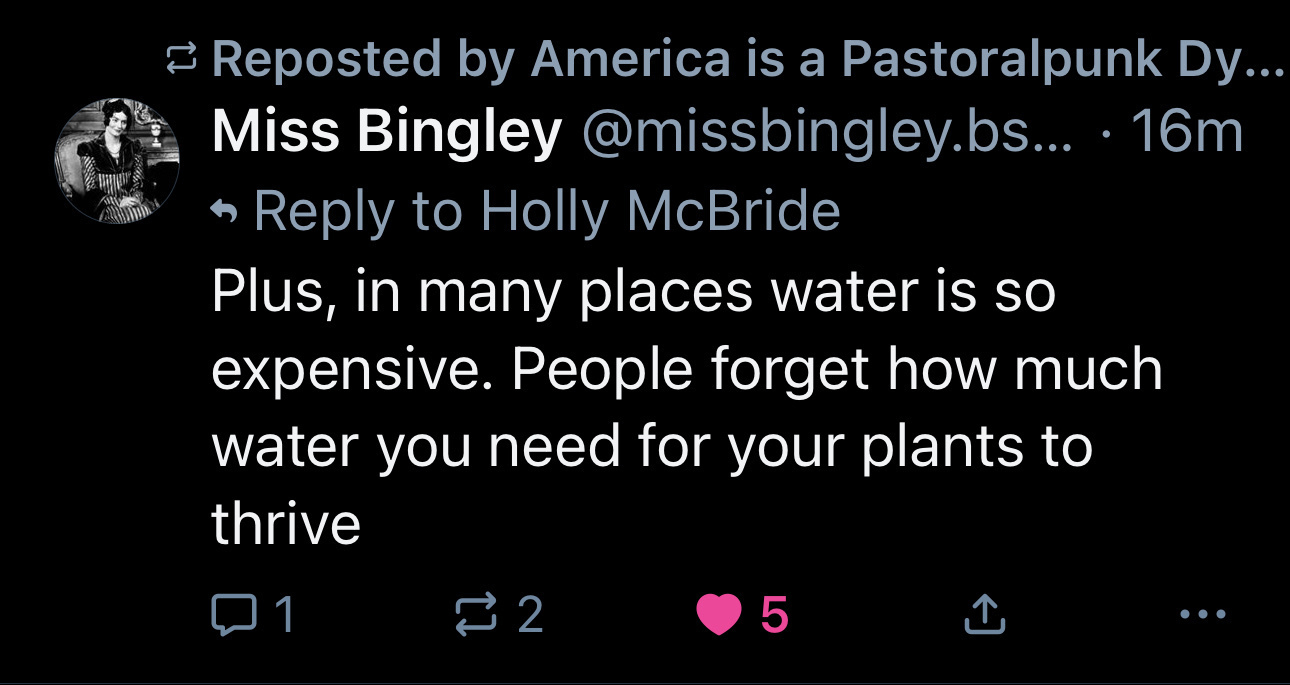 Reposted by America is a Pastoralpunk Dy...
Miss Bingley @missbingley.bs... · 16m
Reply to Holly McBride
Plus, in many places water is so
expensive. People forget how much
water you need for your plants to
thrive
1 2 5